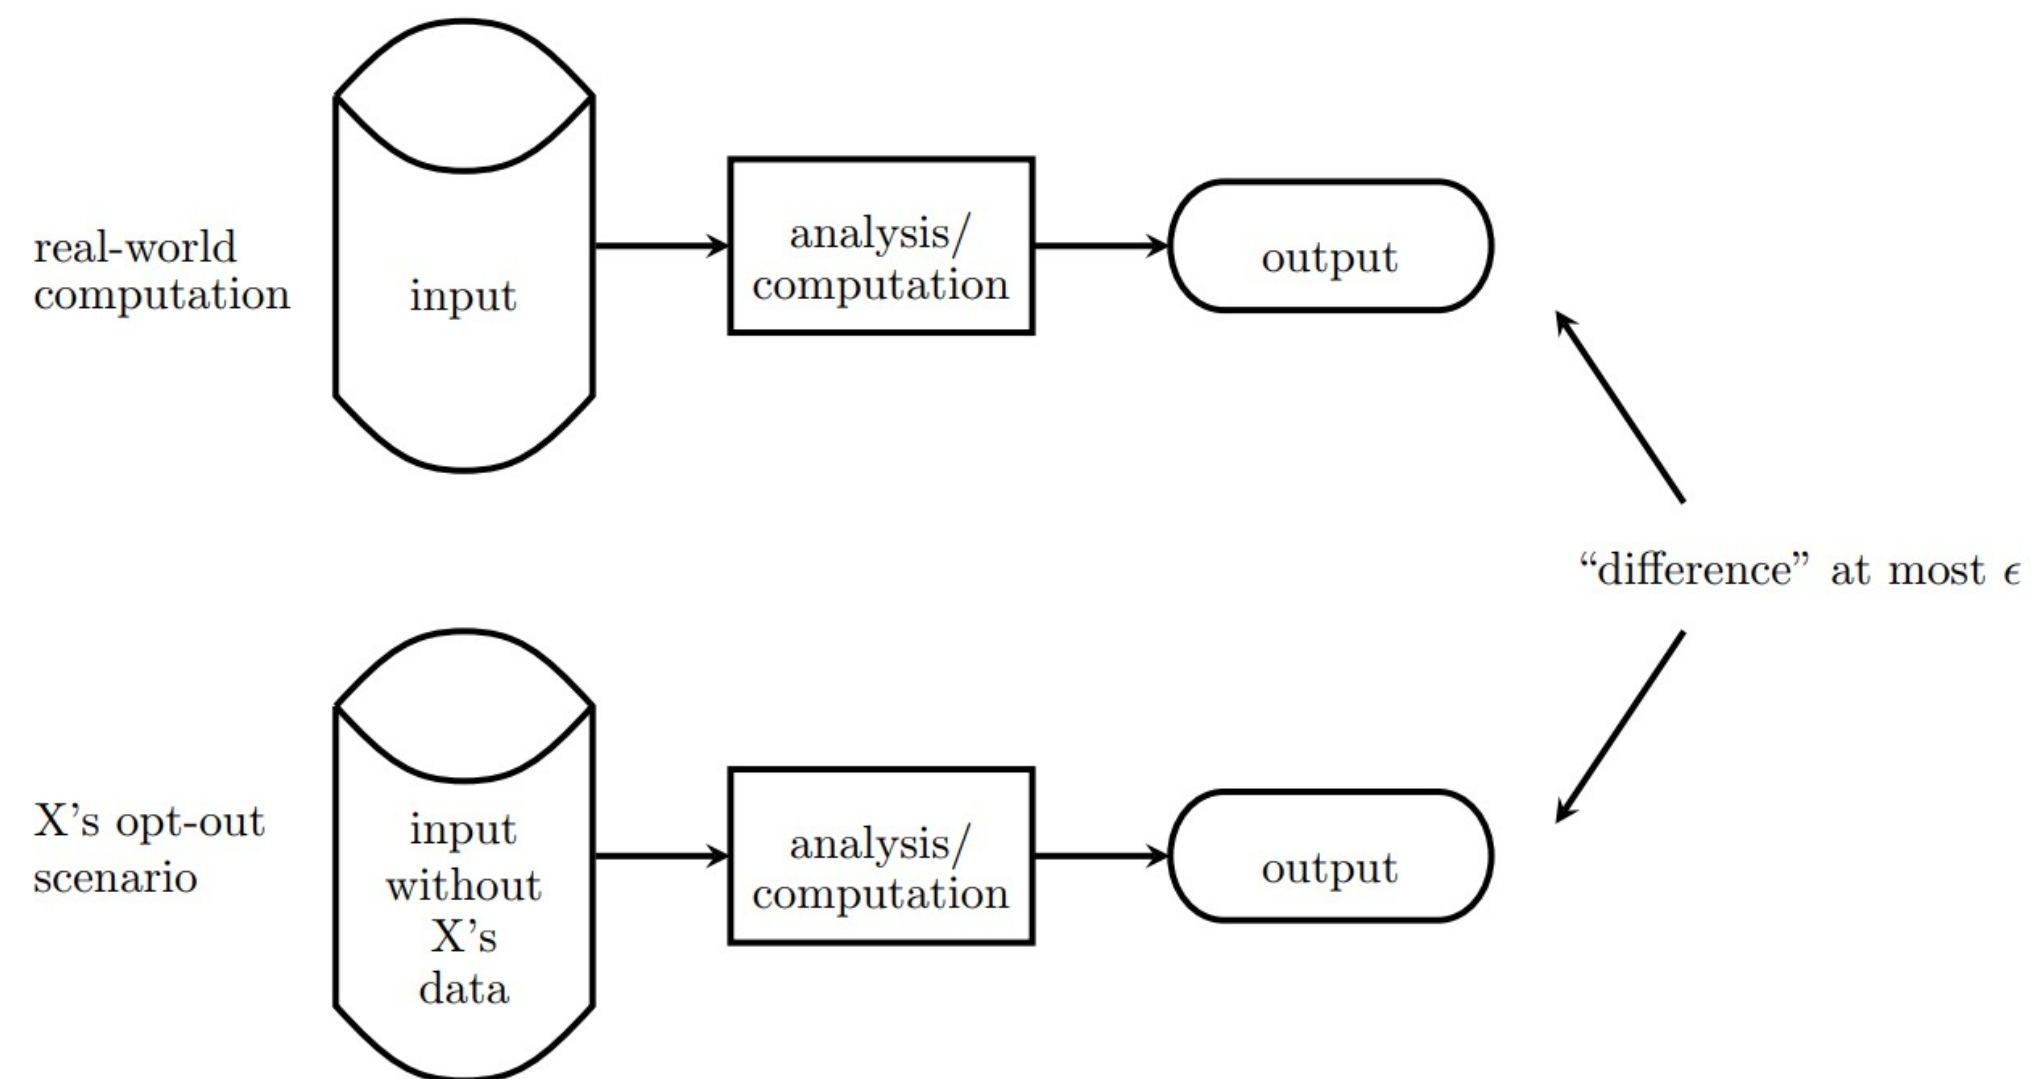 real-world
computation
input
analysis/
computation
output
“difference” at most ϵ
X’s opt-out
scenario
input
without
X’s
data
analysis/
computation
output